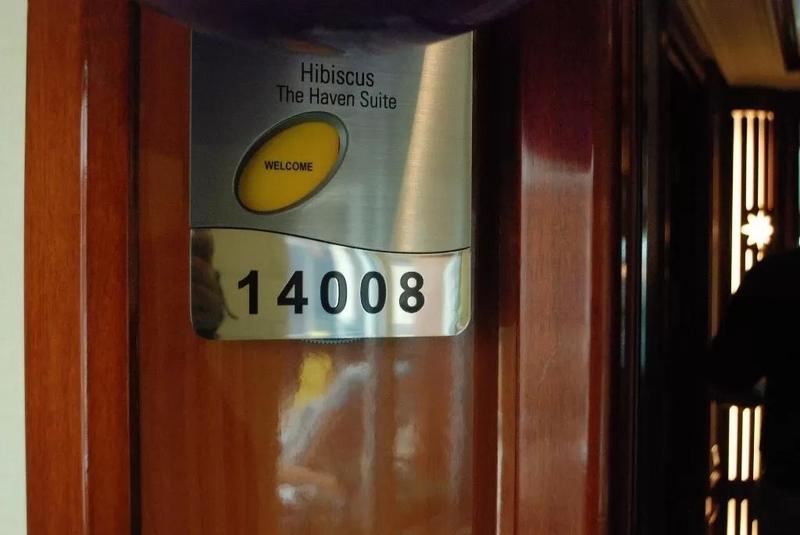 Hibiscus
The Haven Suite
WELCOME
14008